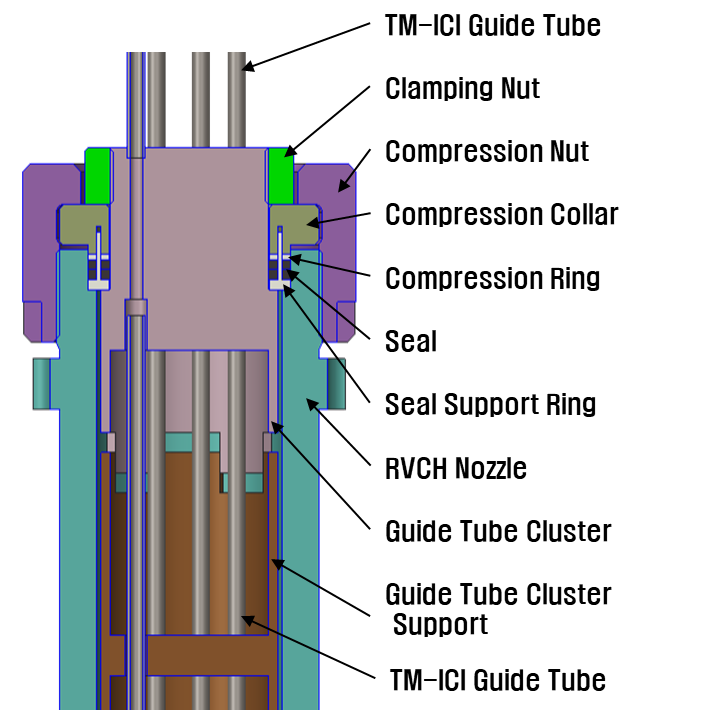 TM-ICI Guide Tube
Clamping Nut
Compression Nut
Compression Collar
Compression Ring
Seal
Seal Support Ring
RVCH Nozzle
Guide Tube Cluster
Guide Tube Cluster
Support
TM-ICI Guide Tube